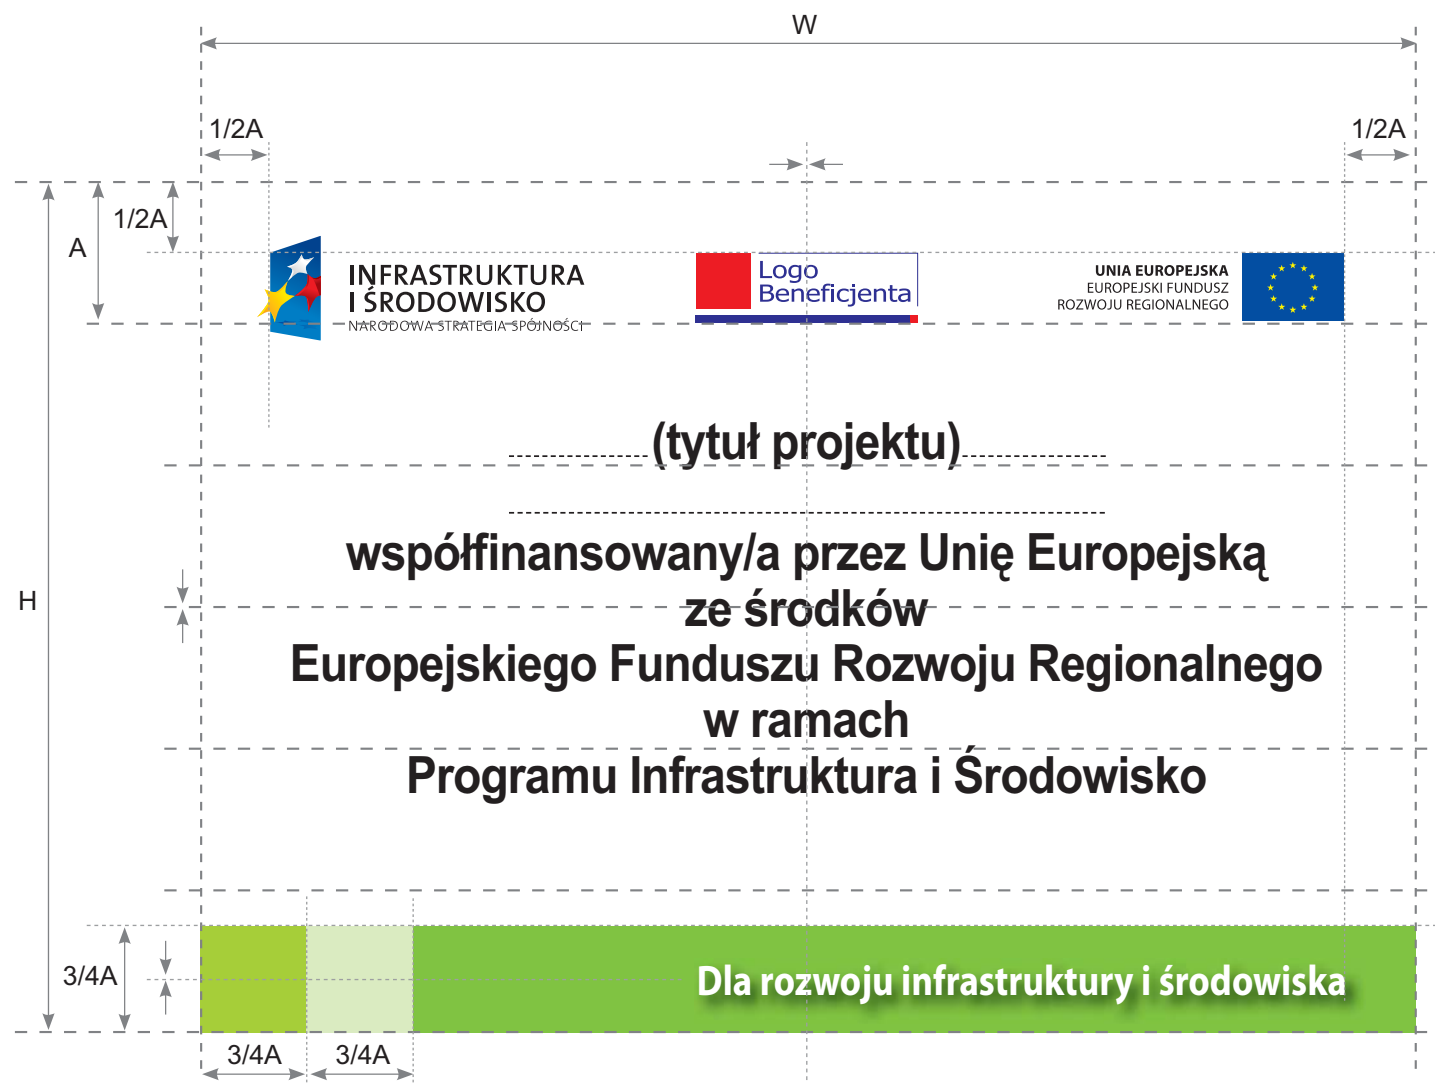 W
1/2A
1/2A
1/2A
A
INFRASTRUKTURA
I ŚRODOWISKO
NARODOWA STRATEGIA SPÓJNOŚCI
Logo
Beneficjenta
UNIA EUROPEJSKA
EUROPEJSKI FUNDUSZ
ROZWOJU REGIONALNEGO
(tytuł projektu)
współfinansowany/a przez Unię Europejską
H
ze środków
Europejskiego Funduszu Rozwoju Regionalnego
w ramach
Programu Infrastruktura i Środowisko
3/4A
Dla rozwoju infrastruktury i środowiska
3/4A
3/4A